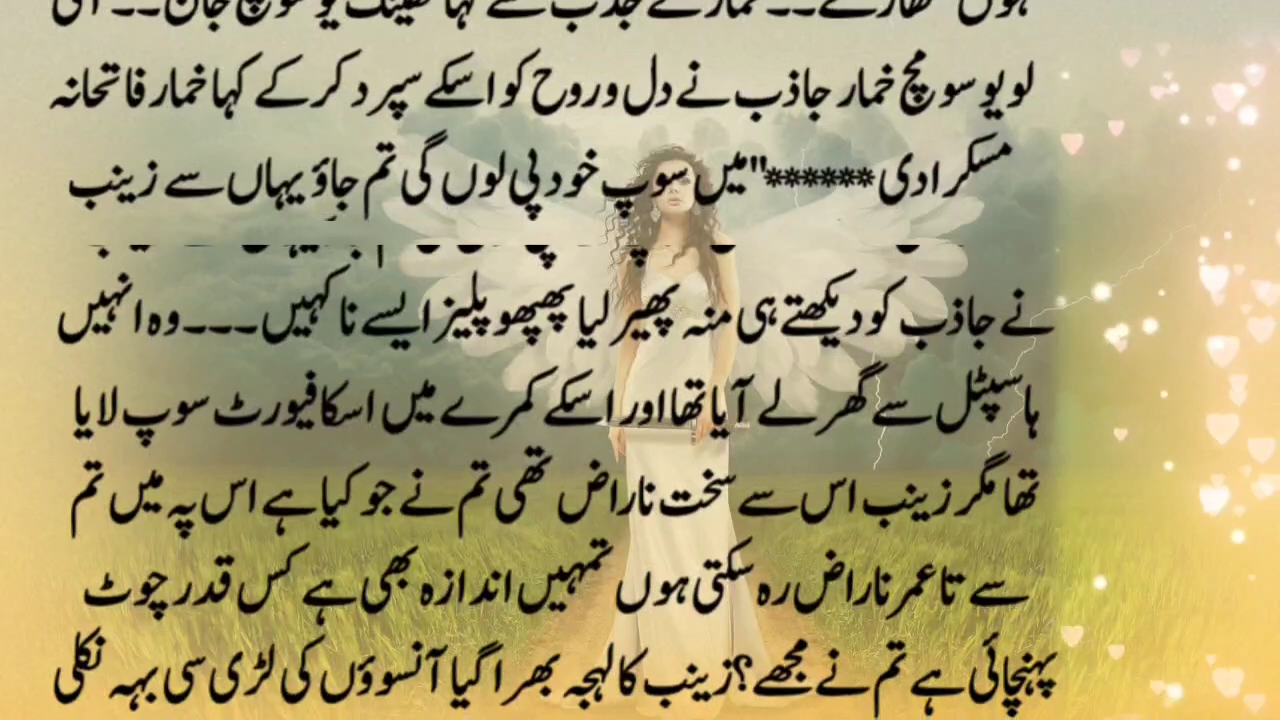 لو یو سو مچ خمار جاذب نے دل و روح کو اسکے سپرد کر کے کہا خمار فاتحانہ
مسکرا دی ******"میں سوپ خود پی لوں گی تم جاؤ یہاں سے زینب
نے جاذب کو دیکھتے ہی منہ پھیر لیا پھپھو پلیز ایسے نا کہیں۔۔۔وہ انہیں
ہاسپٹل سے گھر لے آیا تھا اور اسکے کمرے میں اسکا فیورٹ سوپ لایا
تھا مگر زینب اس سے سخت ناراض تھی تم نے جو کیا ہے اس پہ میں تم
سے تا عمر ناراض رہ سکتی ہوں تمہیں اندازہ بھی ہے کس قدر چوٹ
پہنچائی ہے تم نے مجھے؟زینب کا لہجہ بھرا گیا آنسوؤں کی لڑی سی بہہ نکلی